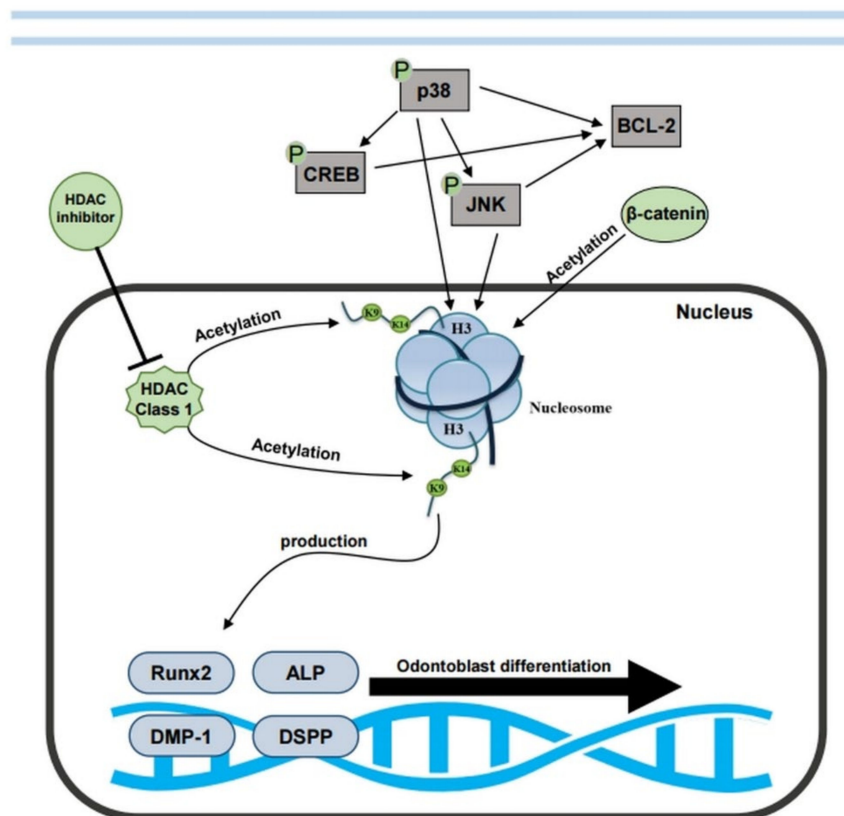 P
p38
BCL-2
P
CREB
P
JNK
HDAC
inhibitor
β-catenin
Acetylation
Nucleus
Acetylation
K9
K14
H3
HDAC
Class 1
Nucleosome
H3
Acetylation
K14
K9
production
Runx2
ALP
Odontoblast differentiation
DMP-1
DSPP